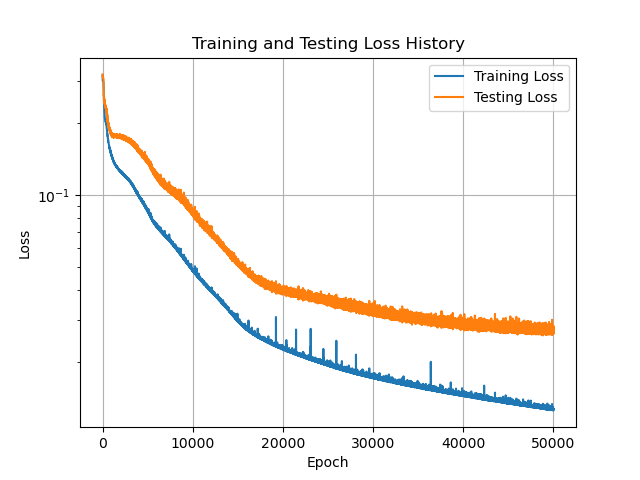 Training and Testing Loss History
Training Loss
Testing Loss
10⁻¹
Loss
0 10000 20000 30000 40000 50000
Epoch